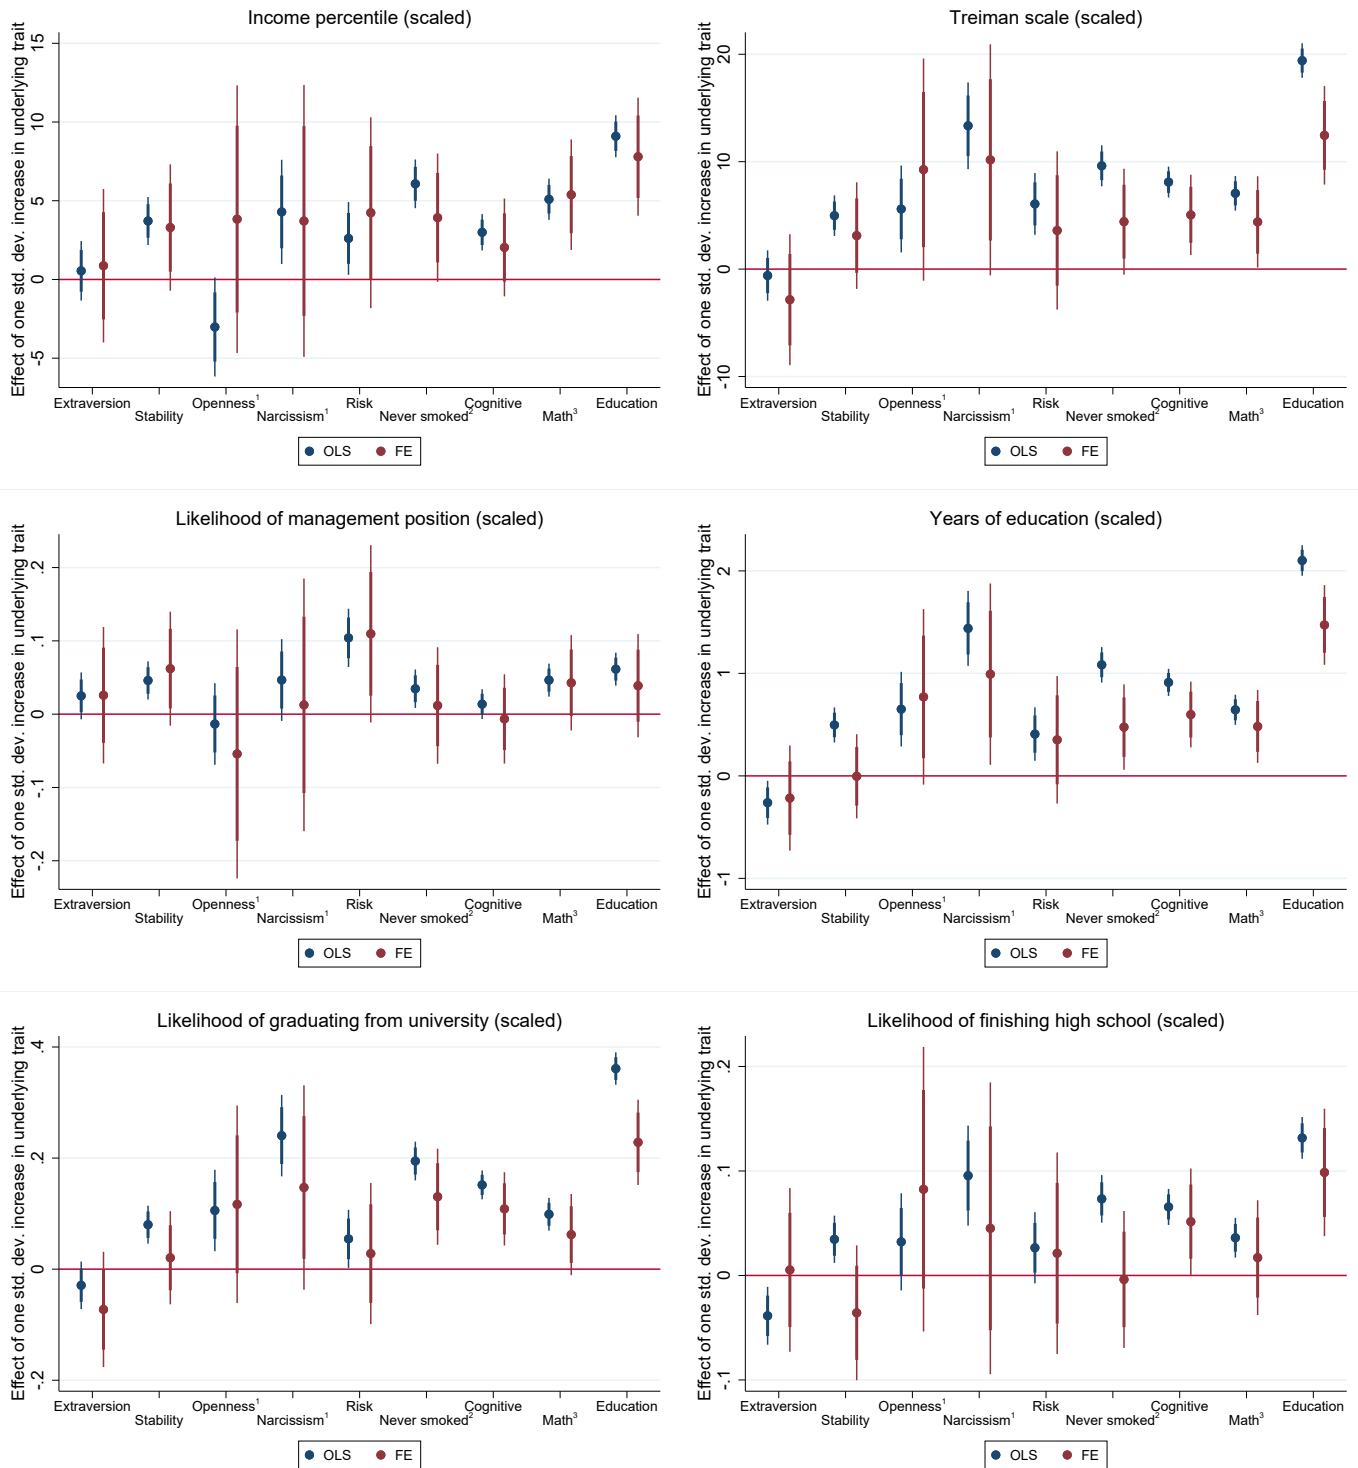 Income percentile (scaled)
Effect of one std. dev. increase in underlying trait
15
10
5
0
-5
Extraversion
Stability
Openness¹
Narcissism¹
Risk
Never smoked²
Cognitive
Math³
Education
OLS FE
Treiman scale (scaled)
Effect of one std. dev. increase in underlying trait
20
10
0
-10
Extraversion
Stability
Openness¹
Narcissism¹
Risk
Never smoked²
Cognitive
Math³
Education
OLS FE
Likelihood of management position (scaled)
Effect of one std. dev. increase in underlying trait
.2
.1
0
-.1
-.2
Extraversion
Stability
Openness¹
Narcissism¹
Risk
Never smoked²
Cognitive
Math³
Education
OLS FE
Years of education (scaled)
Effect of one std. dev. increase in underlying trait
2
1
0
-1
Extraversion
Stability
Openness¹
Narcissism¹
Risk
Never smoked²
Cognitive
Math³
Education
OLS FE
Likelihood of graduating from university (scaled)
Effect of one std. dev. increase in underlying trait
.4
.2
0
-.2
Extraversion
Stability
Openness¹
Narcissism¹
Risk
Never smoked²
Cognitive
Math³
Education
OLS FE
Likelihood of finishing high school (scaled)
Effect of one std. dev. increase in underlying trait
.2
.1
0
-.1
Extraversion
Stability
Openness¹
Narcissism¹
Risk
Never smoked²
Cognitive
Math³
Education
OLS FE